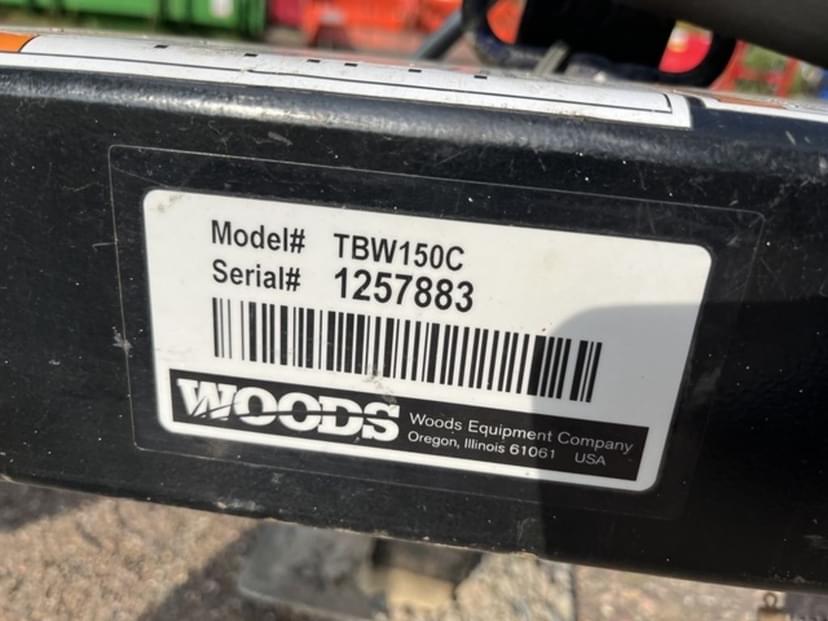 Model# TBW150C
Serial# 1257883
WOODS
Woods Equipment Company
Oregon, Illinois 61061 USA